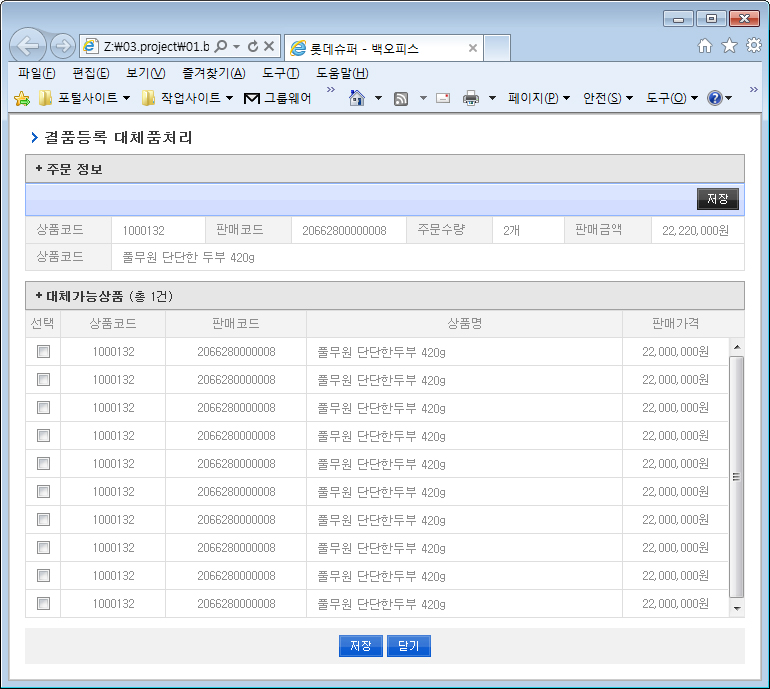 Z:₩03.project₩01.b
롯데슈퍼 - 백오피스
파일(F) 편집(E) 보기(V) 즐겨찾기(A) 도구(T) 도움말(H)
포털사이트 작업사이트 그룹웨어 » 페이지(P) 안전(S) 도구(O) »
결품등록 대체품처리
+ 주문 정보
저장
상품코드 1000132 판매코드 20662800000008 주문수량 2개 판매금액 22,220,000원
상품코드 풀무원 단단한 두부 420g
+ 대체가능상품 (총 1건)
선택 상품코드 판매코드 상품명 판매가격
1000132 2066280000008 풀무원 단단한두부 420g 22,000,000원
1000132 2066280000008 풀무원 단단한두부 420g 22,000,000원
1000132 2066280000008 풀무원 단단한두부 420g 22,000,000원
1000132 2066280000008 풀무원 단단한두부 420g 22,000,000원
1000132 2066280000008 풀무원 단단한두부 420g 22,000,000원
1000132 2066280000008 풀무원 단단한두부 420g 22,000,000원
1000132 2066280000008 풀무원 단단한두부 420g 22,000,000원
1000132 2066280000008 풀무원 단단한두부 420g 22,000,000원
1000132 2066280000008 풀무원 단단한두부 420g 22,000,000원
1000132 2066280000008 풀무원 단단한두부 420g 22,000,000원
저장 닫기